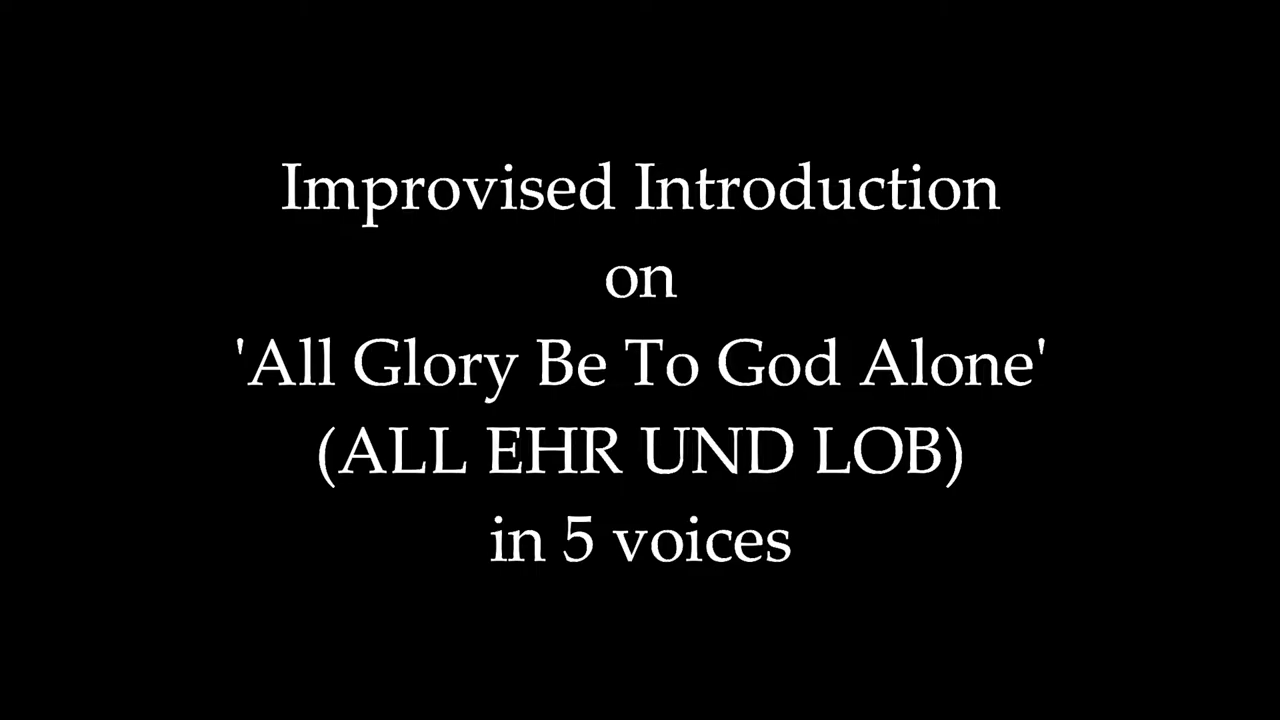 Improvised Introduction
on
'All Glory Be To God Alone'
(ALL EHR UND LOB)
in 5 voices